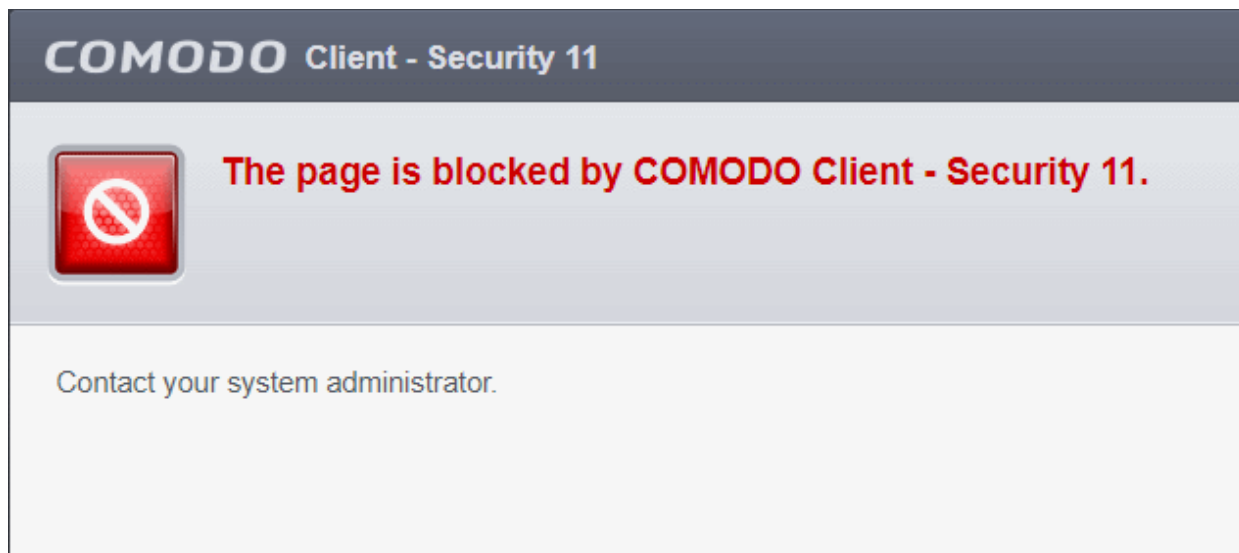 COMODO Client - Security 11
The page is blocked by COMODO Client - Security 11.
Contact your system administrator.